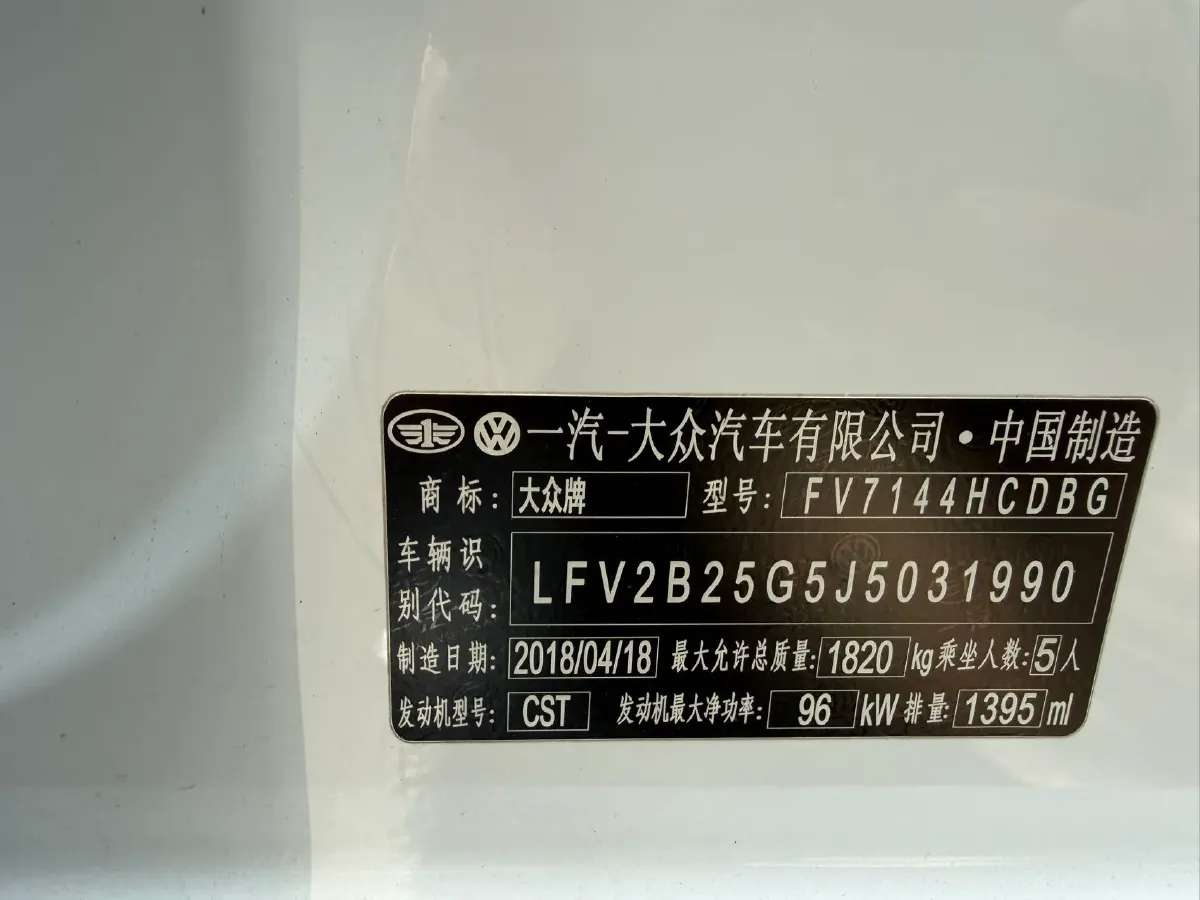 一汽-大众汽车有限公司·中国制造
商标: 大众牌 型号: FV7144HCDBG
车辆识别代码: LFV2B25G5J5031990
制造日期: 2018/04/18 最大允许总质量: 1820 kg 乘坐人数: 5 人
发动机型号: CST 发动机最大净功率: 96 kW 排量: 1395 ml